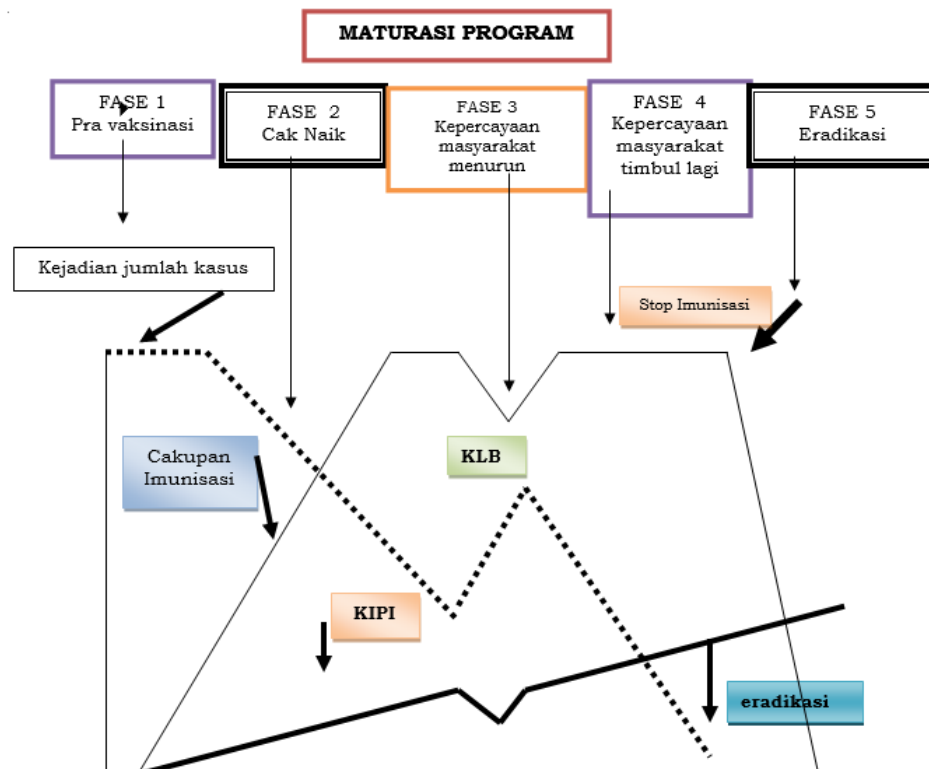 MATURASI PROGRAM
FASE 1
Pra vaksinasi
FASE 2
Cak Naik
FASE 3
Kepercayaan
masyarakat
menurun
FASE 4
Kepercayaan
masyarakat
timbul lagi
FASE 5
Eradikasi
Kejadian jumlah kasus
Stop Imunisasi
Cakupan
Imunisasi
KLB
KIPI
eradikasi